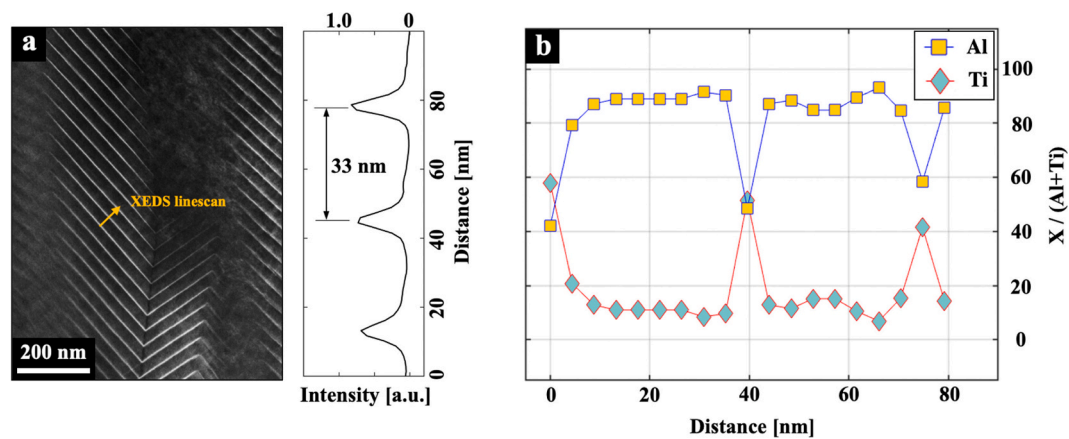 a
XEDS linescan
200 nm
1.0 0
33 nm
80
60
40
20
0
Distance [nm]
Intensity [a.u.]
b
Al
Ti
100
80
60
40
20
0
X / (Al+Ti)
0 20 40 60 80
Distance [nm]